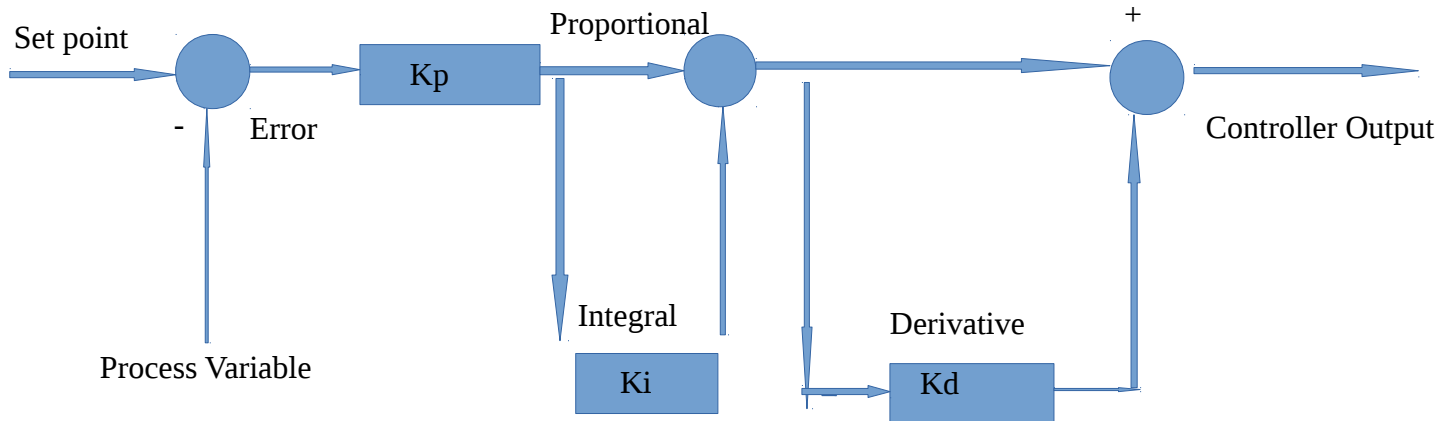 +
Proportional
Set point
Kp
-
Error
Controller Output
Integral
Derivative
Process Variable
Ki
Kd